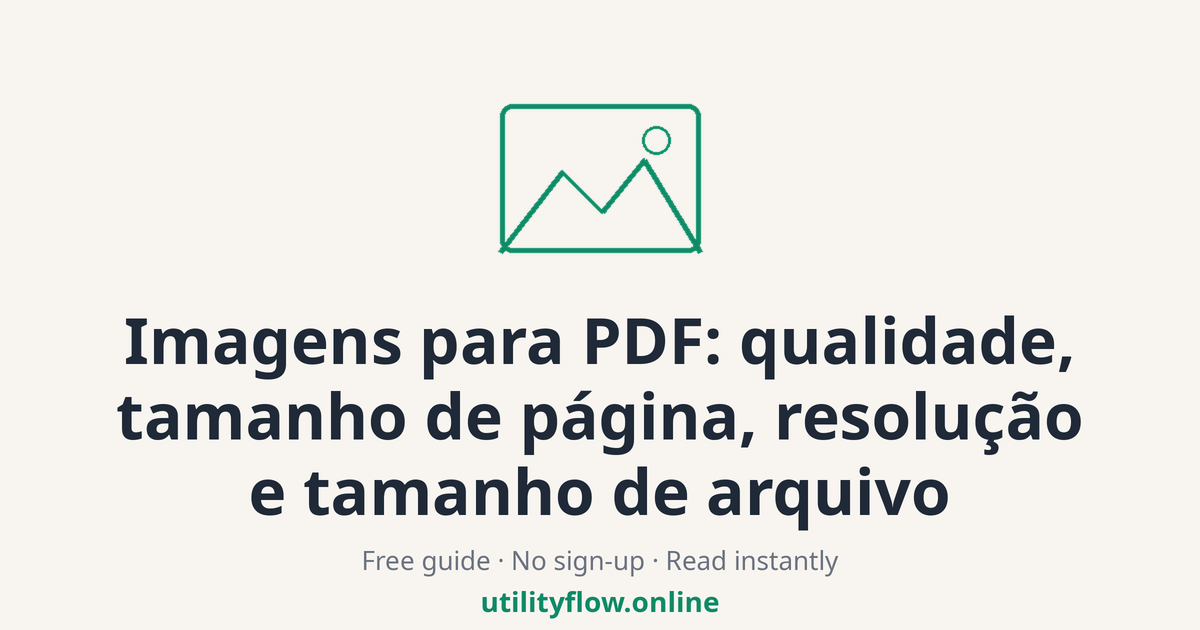 Imagens para PDF: qualidade,
tamanho de página, resolução
e tamanho de arquivo
Free guide · No sign-up · Read instantly
utilityflow.online